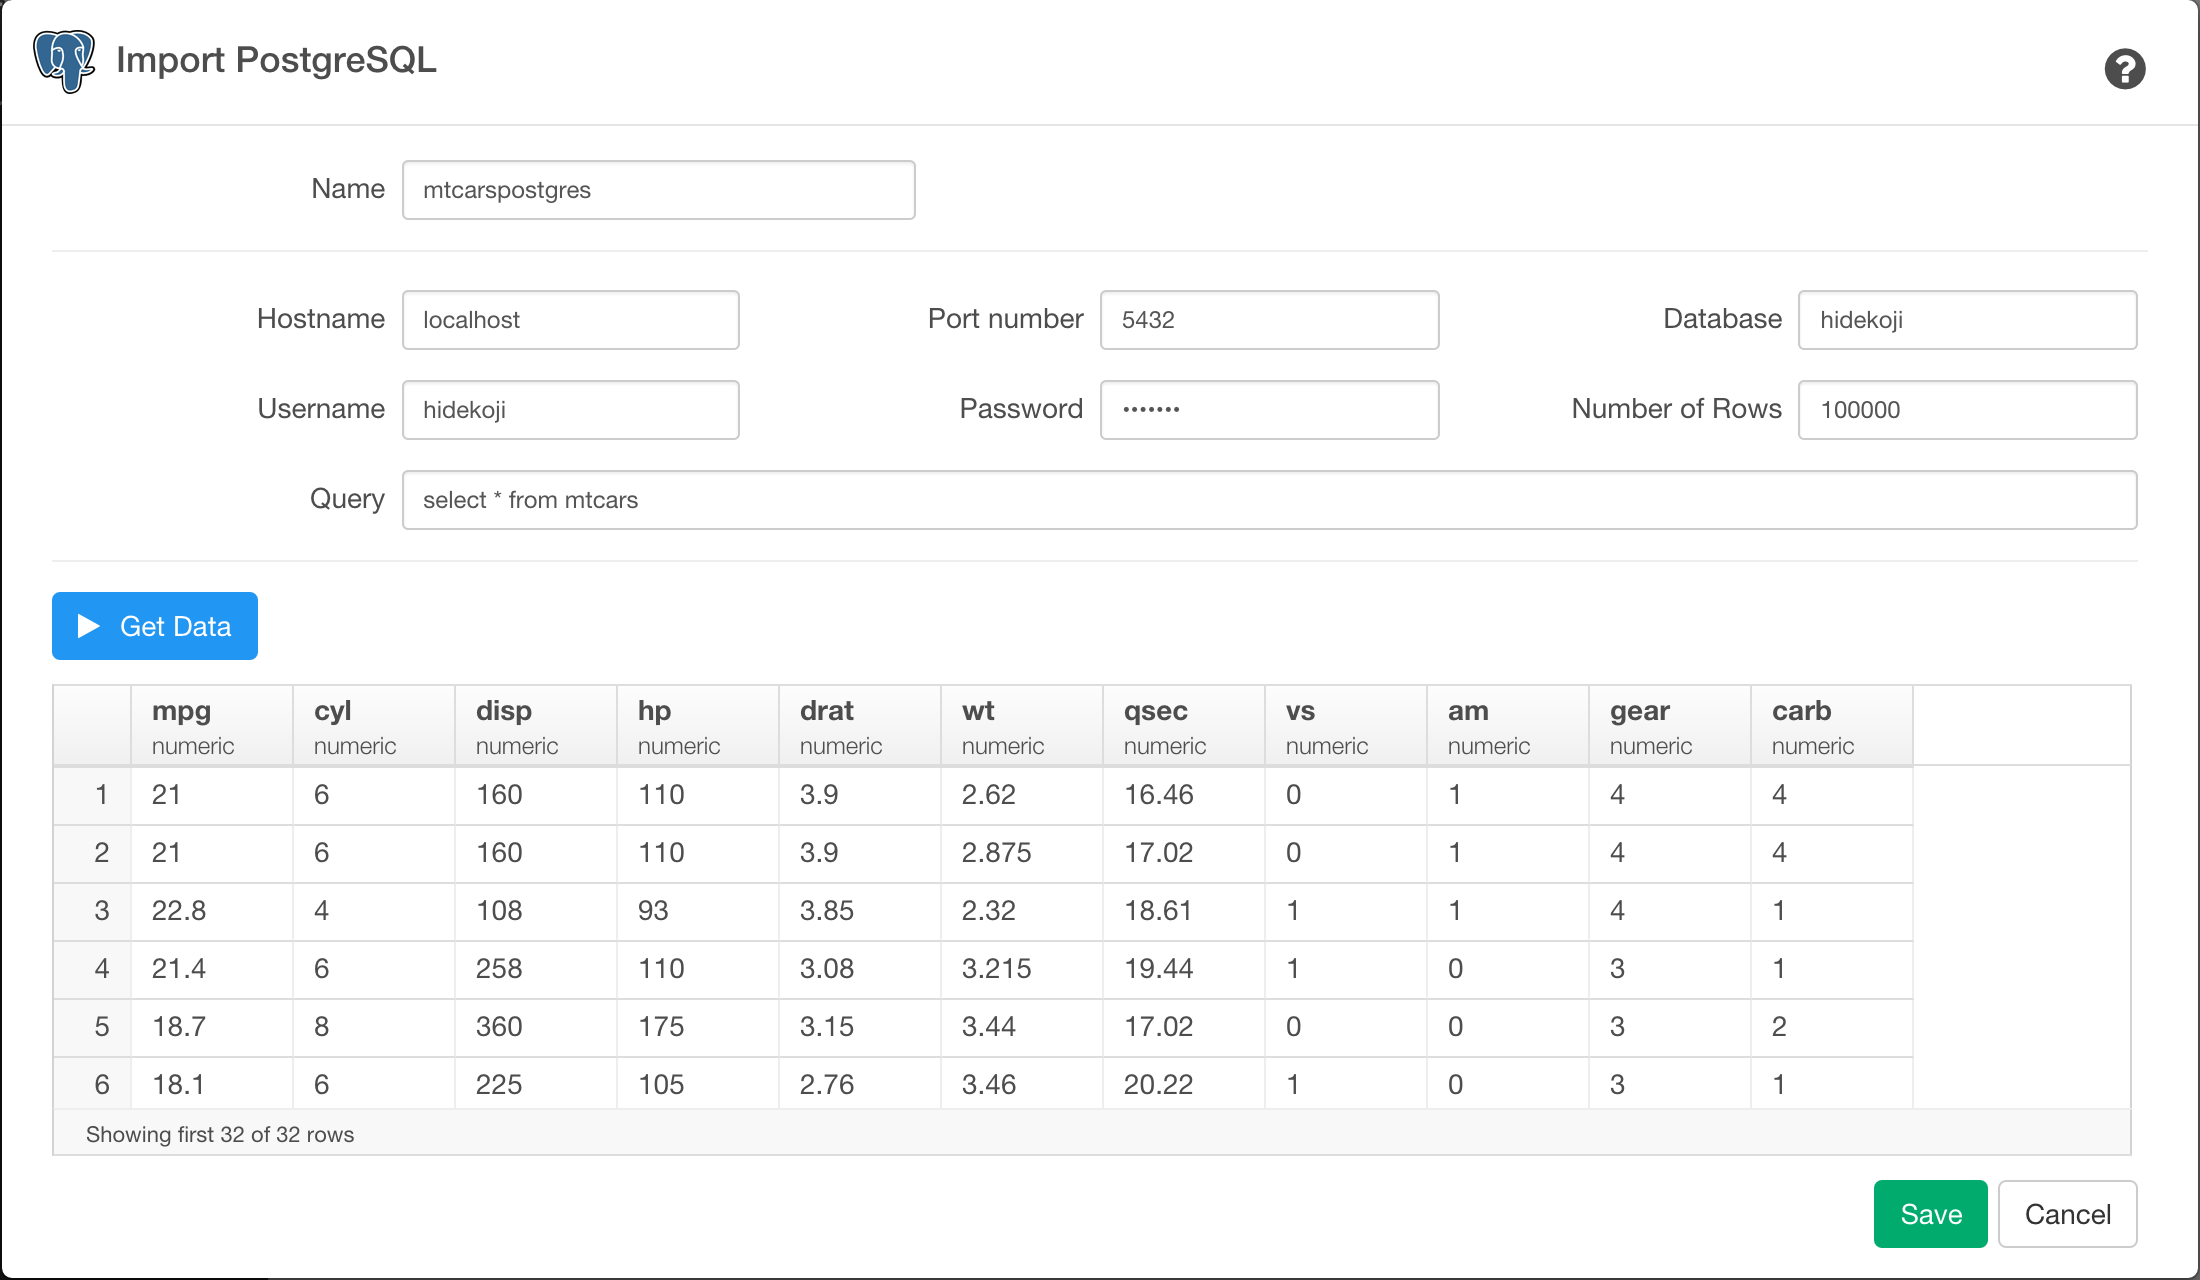 Import PostgreSQL
?
Name mtcarspostgres
Hostname localhost Port number 5432 Database hidekoji
Username hidekoji Password ••••••• Number of Rows 100000
Query select * from mtcars
Get Data
mpg cyl disp hp drat wt qsec vs am gear carb
numeric numeric numeric numeric numeric numeric numeric numeric numeric numeric numeric
1 21 6 160 110 3.9 2.62 16.46 0 1 4 4
2 21 6 160 110 3.9 2.875 17.02 0 1 4 4
3 22.8 4 108 93 3.85 2.32 18.61 1 1 4 1
4 21.4 6 258 110 3.08 3.215 19.44 1 0 3 1
5 18.7 8 360 175 3.15 3.44 17.02 0 0 3 2
6 18.1 6 225 105 2.76 3.46 20.22 1 0 3 1
Showing first 32 of 32 rows
Save Cancel